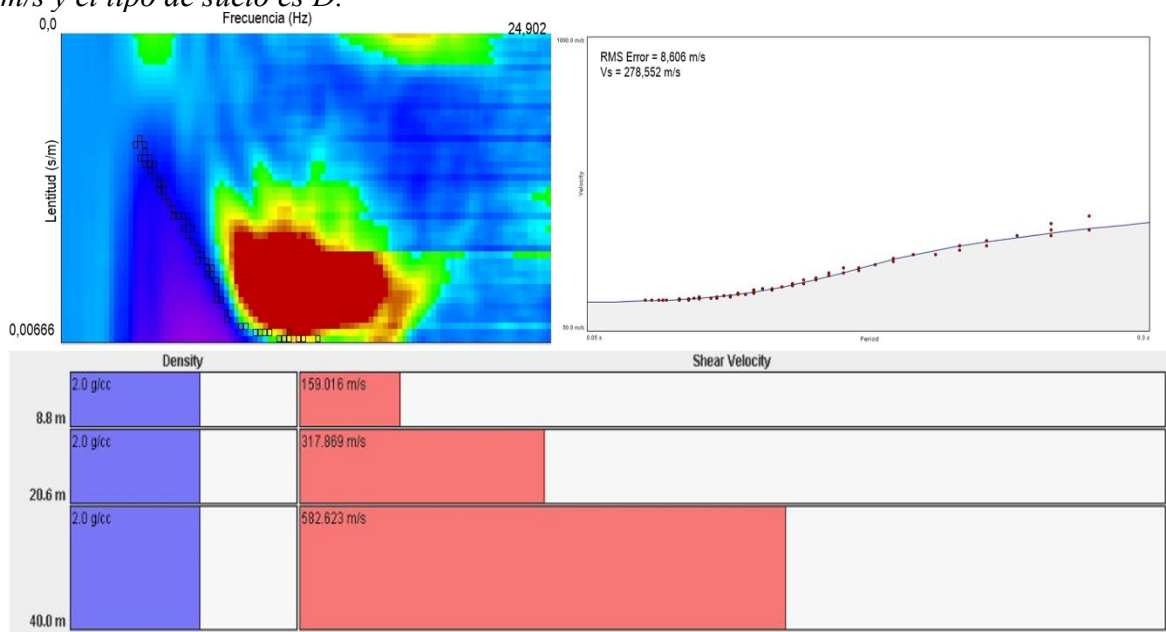 m/s y el tipo de suelo es D.
Frecuencia (Hz)
0,0
24,902
Lentitud (s/m)
0,00666
1000.0 m/s
RMS Error = 8,606 m/s
Vs = 278,552 m/s
Velocity
50.0 m/s
0.05 s
Period
0.3 s
Density
Shear Velocity
2.0 g/cc
159.016 m/s
8.8 m
2.0 g/cc
317.869 m/s
20.6 m
2.0 g/cc
582.623 m/s
40.0 m